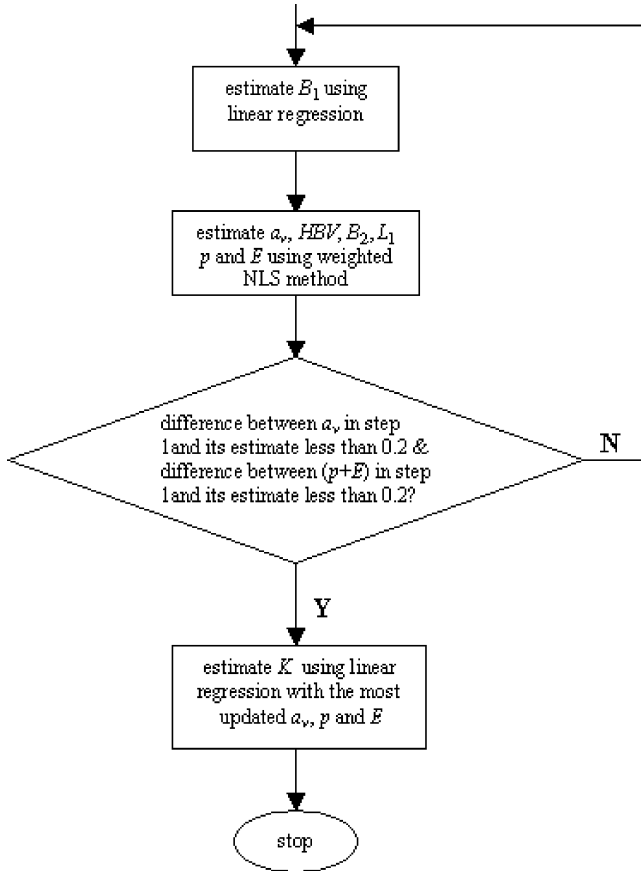 estimate B1 using
linear regression
estimate av, HBV, B2, L1
p and E using weighted
NLS method
difference between av in step
1and its estimate less than 0.2 &
difference between (p+E) in step
1and its estimate less than 0.2?
N
Y
estimate K using linear
regression with the most
updated av, p and E
stop